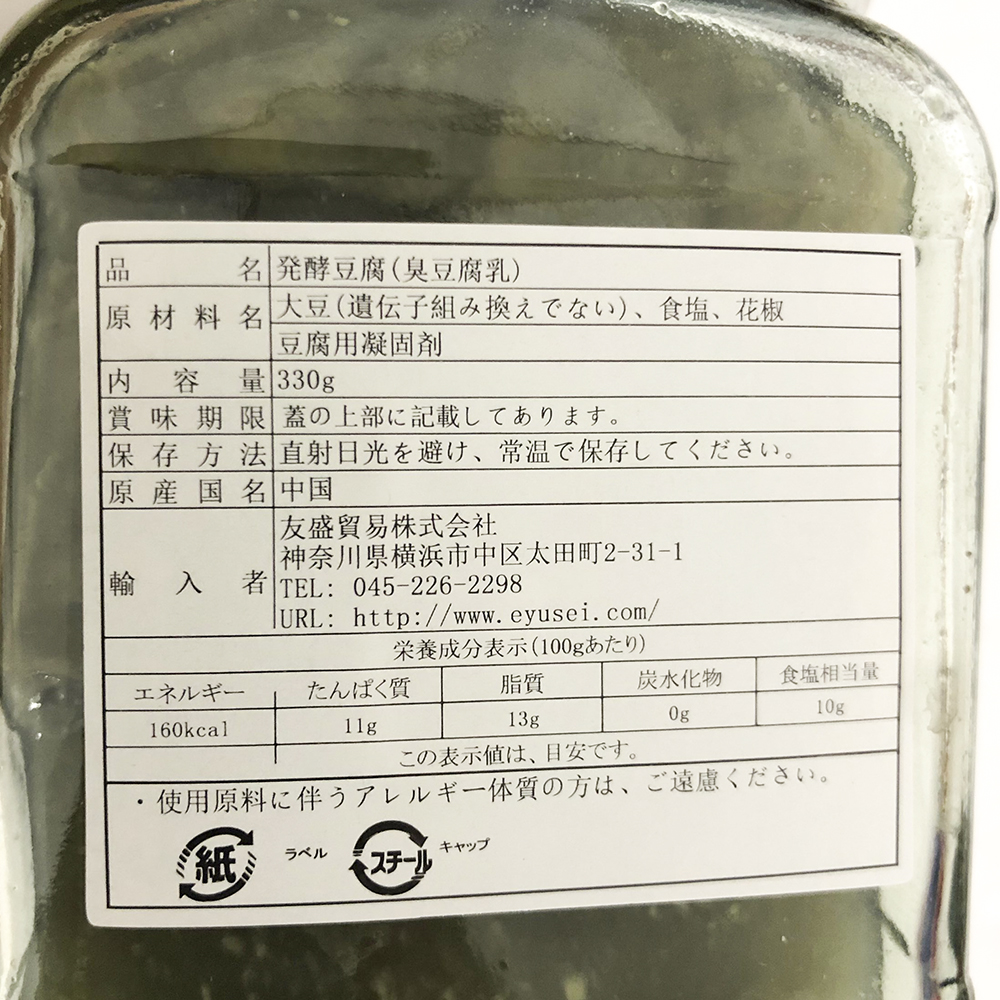 品名 発酵豆腐(臭豆腐乳)
原材料名 大豆(遺伝子組み換えでない)、食塩、花椒
豆腐用凝固剤
内容量 330g
賞味期限 蓋の上部に記載してあります。
保存方法 直射日光を避け、常温で保存してください。
原産国名 中国
輸入者 友盛貿易株式会社
神奈川県横浜市中区太田町2-31-1
TEL: 045-226-2298
URL: http://www.eyusei.com/
栄養成分表示(100gあたり)
エネルギー たんぱく質 脂質 炭水化物 食塩相当量
160kcal 11g 13g 0g 10g
この表示値は、目安です。
・使用原料に伴うアレルギー体質の方は、ご遠慮ください。
紙 ラベル スチール キャップ